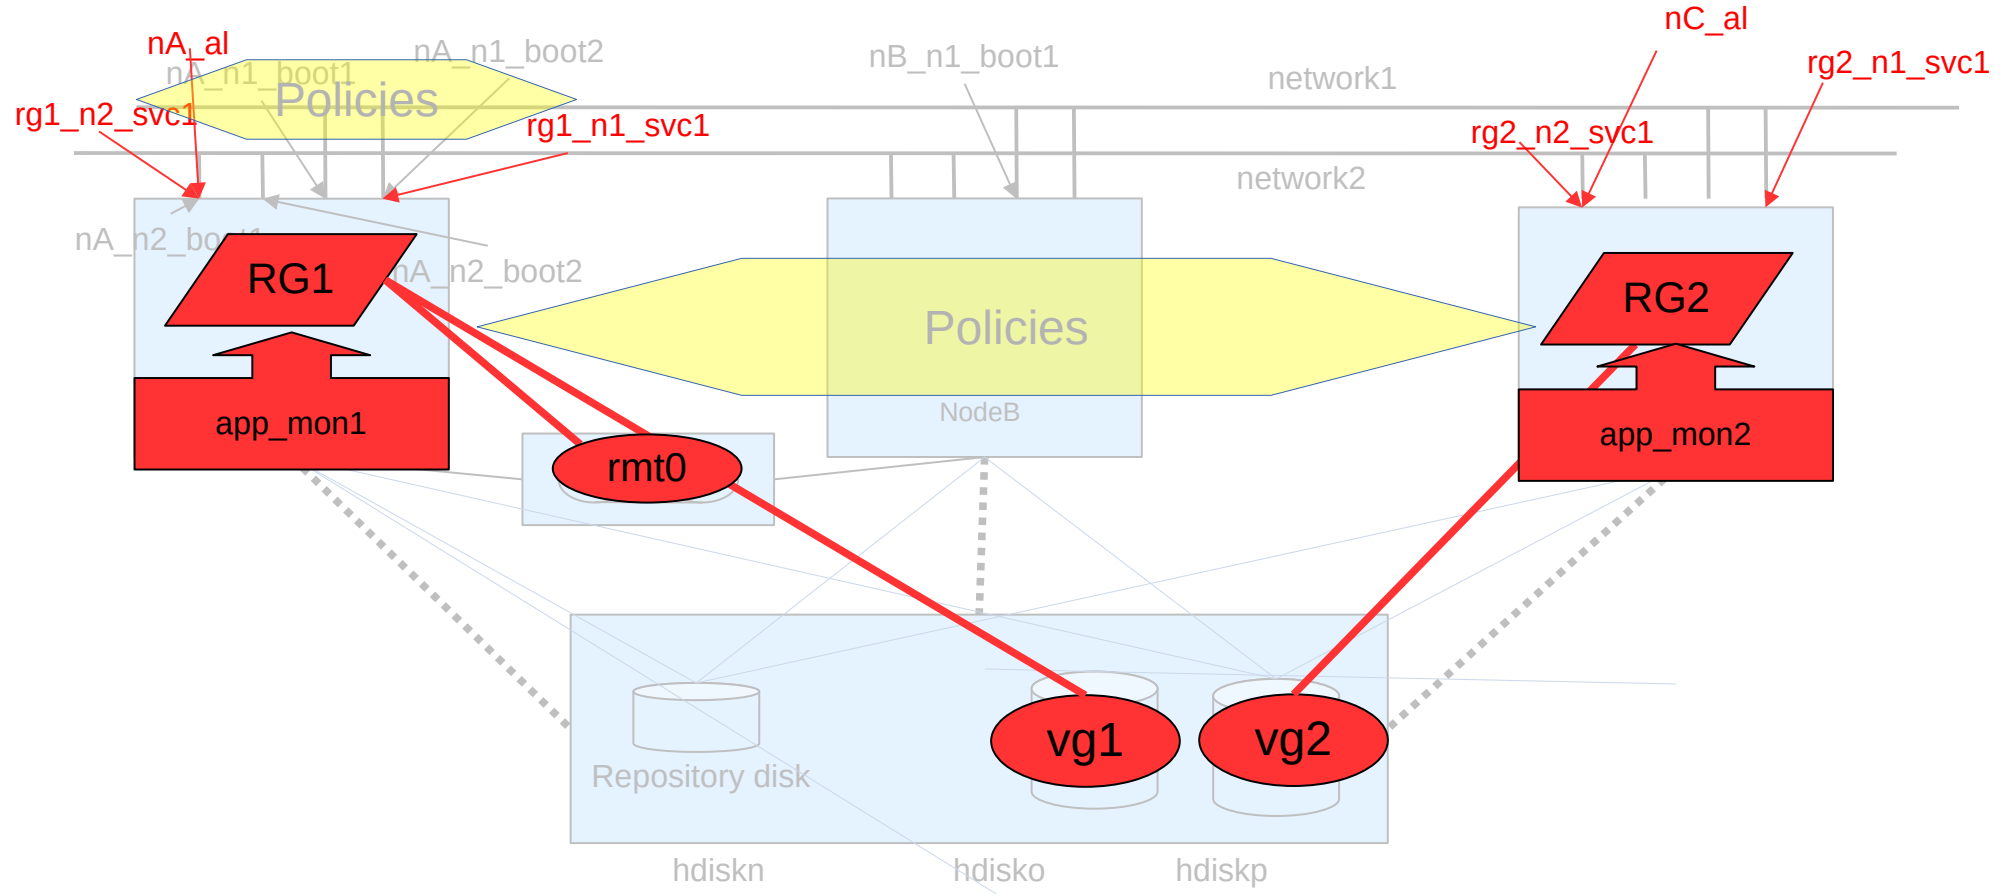 nC_al
nA_al
nA_n1_boot2
nB_n1_boot1
rg2_n1_svc1
nA_n1_boot1
network1
Policies
rg1_n2_svc1
rg1_n1_svc1
rg2_n2_svc1
network2
nA_n2_boot1
nA_n2_boot2
RG1
RG2
Policies
NodeB
app_mon1
app_mon2
rmt0
vg1
vg2
Repository disk
hdiskn
hdisko
hdiskp